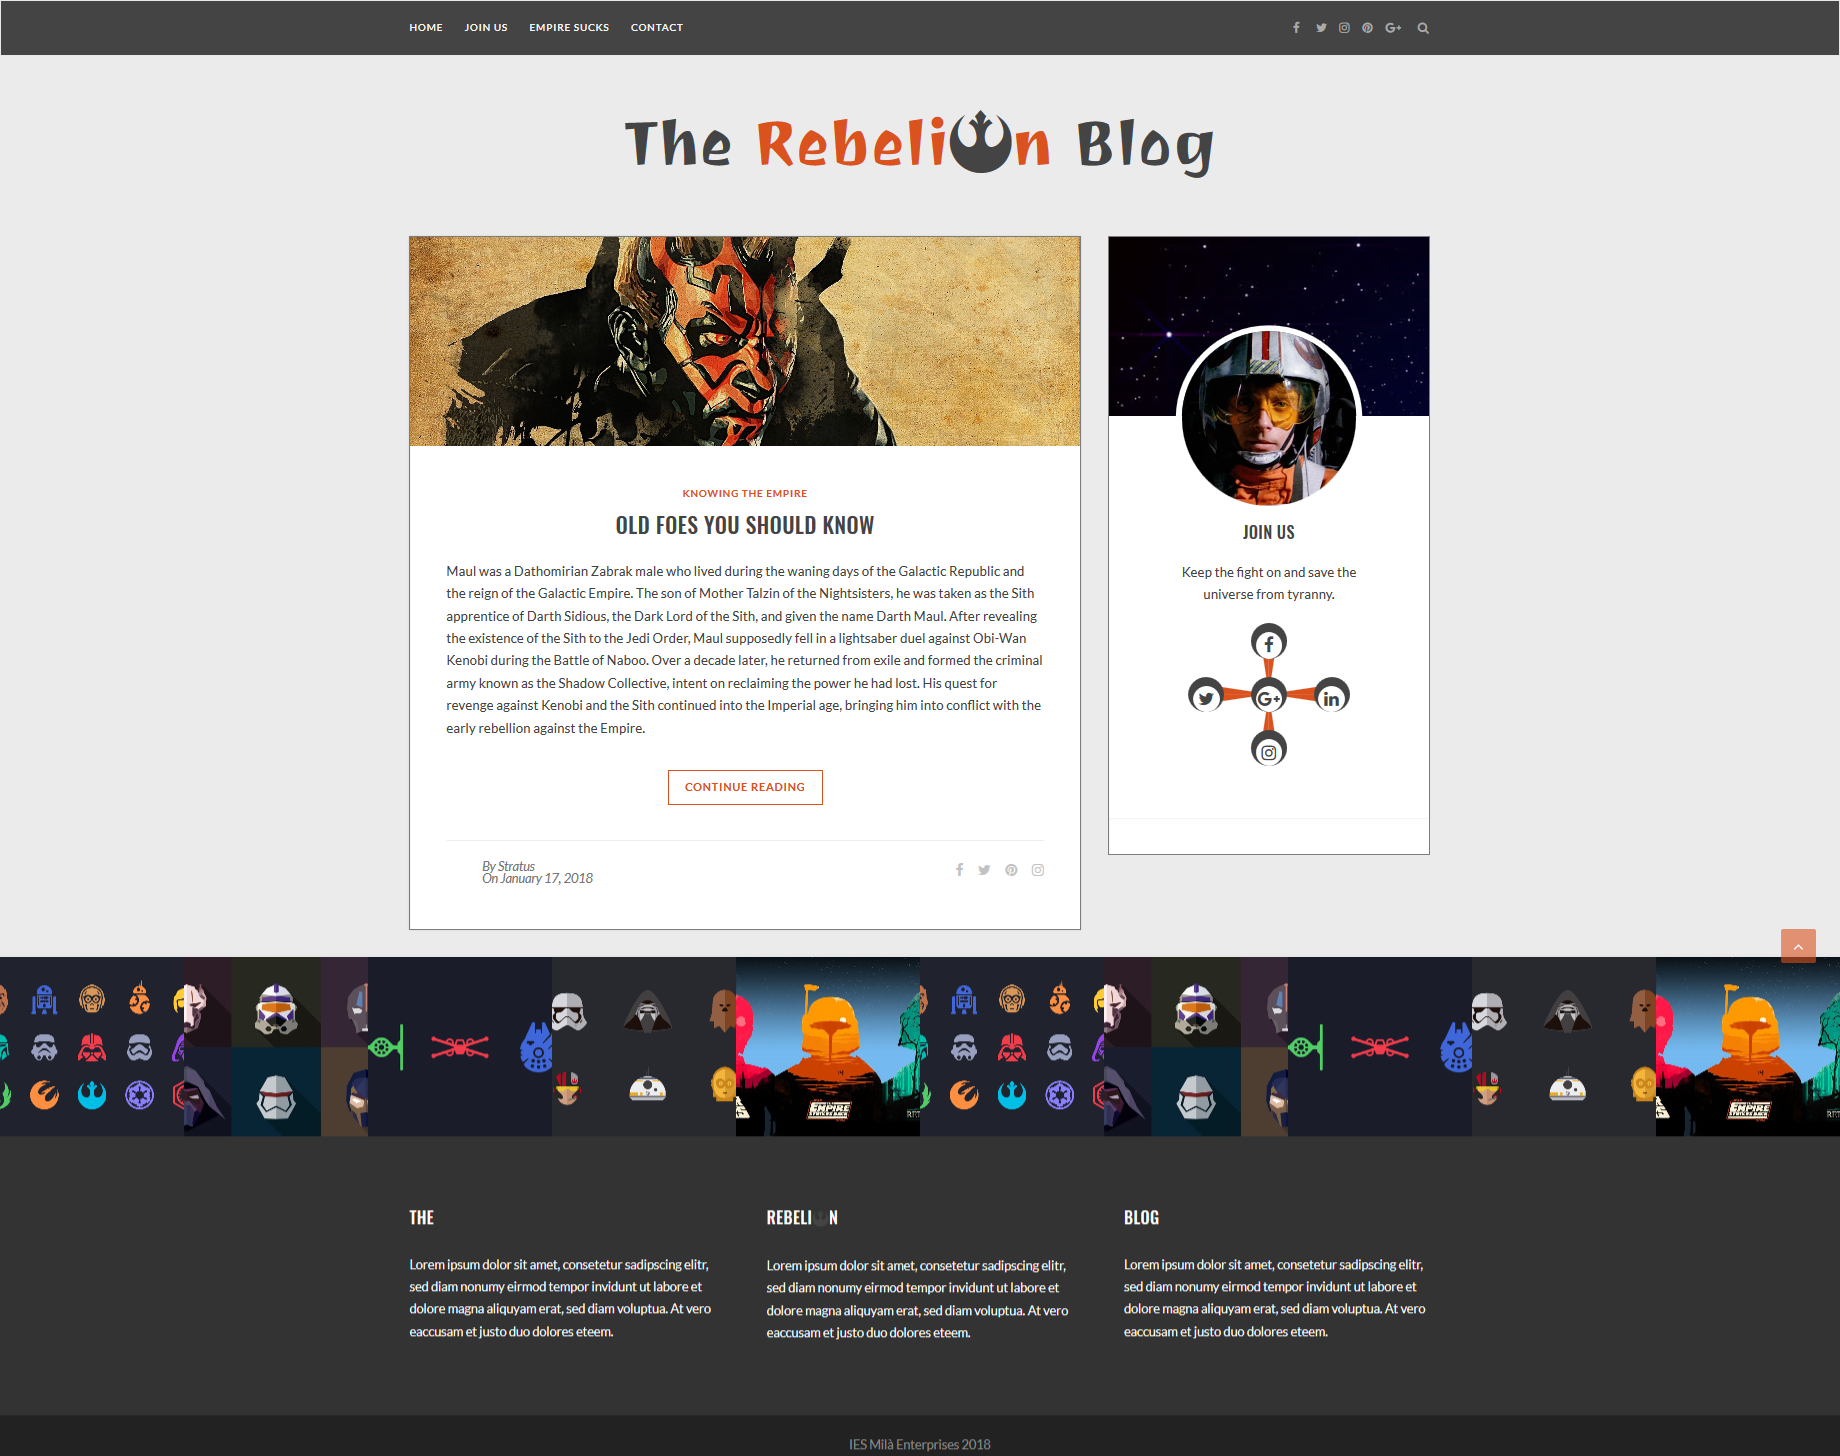 HOME JOIN US EMPIRE SUCKS CONTACT
The Rebelion Blog
KNOWING THE EMPIRE
OLD FOES YOU SHOULD KNOW
Maul was a Dathomirian Zabrak male who lived during the waning days of the Galactic Republic and
the reign of the Galactic Empire. The son of Mother Talzin of the Nightsisters, he was taken as the Sith
apprentice of Darth Sidious, the Dark Lord of the Sith, and given the name Darth Maul. After revealing
the existence of the Sith to the Jedi Order, Maul supposedly fell in a lightsaber duel against Obi-Wan
Kenobi during the Battle of Naboo. Over a decade later, he returned from exile and formed the criminal
army known as the Shadow Collective, intent on reclaiming the power he had lost. His quest for
revenge against Kenobi and the Sith continued into the Imperial age, bringing him into conflict with the
early rebellion against the Empire.
CONTINUE READING
By Stratus
On January 17, 2018
JOIN US
Keep the fight on and save the
universe from tyranny.
EMPIRE
EMPIRE
THE
Lorem ipsum dolor sit amet, consetetur sadipscing elitr,
sed diam nonumy eirmod tempor invidunt ut labore et
dolore magna aliquyam erat, sed diam voluptua. At vero
eaccusam et justo duo dolores eteem.
REBELION
Lorem ipsum dolor sit amet, consetetur sadipscing elitr,
sed diam nonumy eirmod tempor invidunt ut labore et
dolore magna aliquyam erat, sed diam voluptua. At vero
eaccusam et justo duo dolores eteem.
BLOG
Lorem ipsum dolor sit amet, consetetur sadipscing elitr,
sed diam nonumy eirmod tempor invidunt ut labore et
dolore magna aliquyam erat, sed diam voluptua. At vero
eaccusam et justo duo dolores eteem.
IES Milà Enterprises 2018